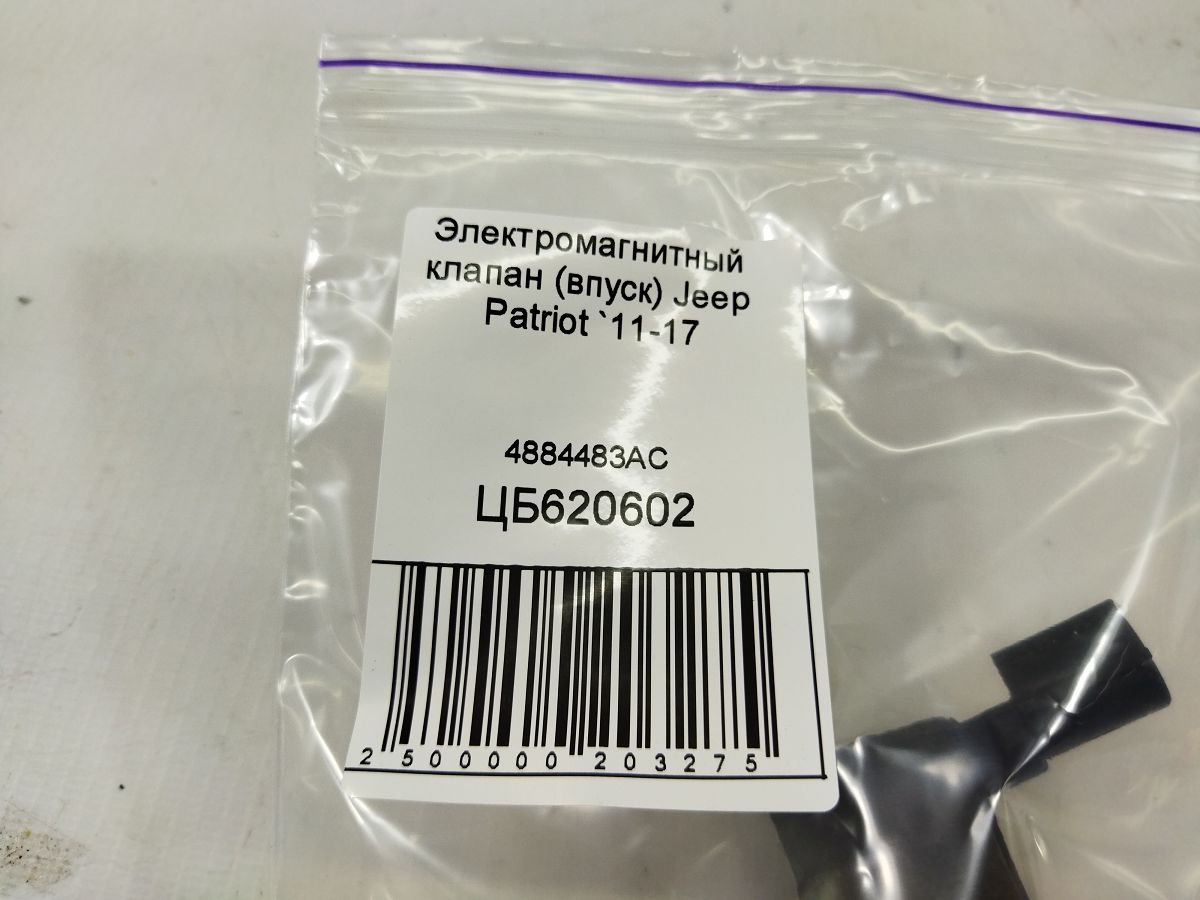 Электромагнитный
клапан (впуск) Jeep
Patriot `11-17
4884483AC
ЦБ620602
2 500000 203275